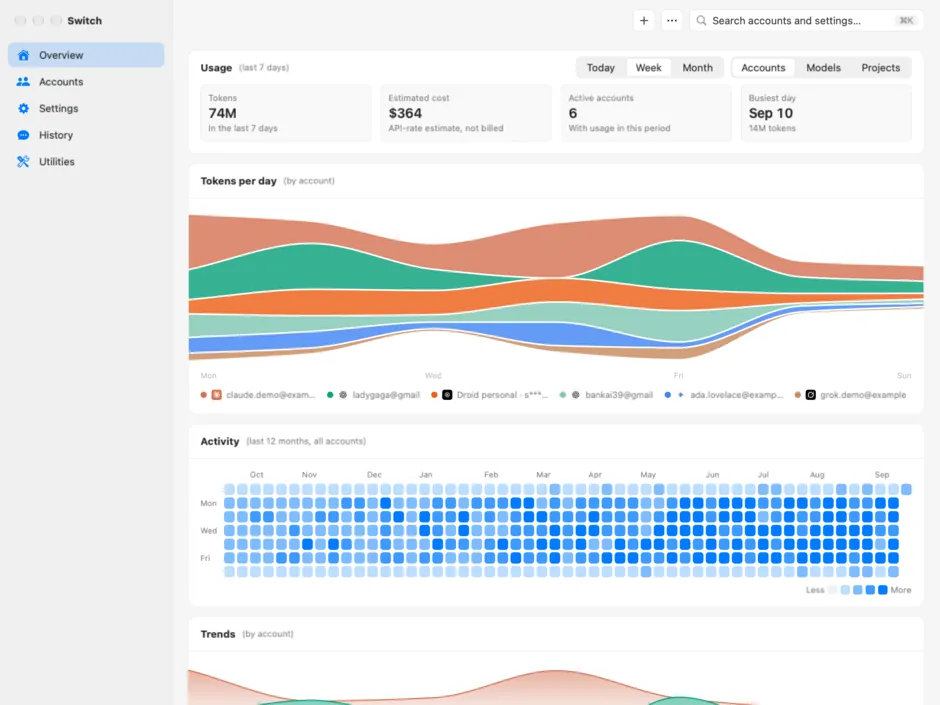 Switch
Search accounts and settings... ⌘K
Overview
Accounts
Settings
History
Utilities
Usage (last 7 days)
Today Week Month Accounts Models Projects
Tokens
74M
In the last 7 days
Estimated cost
$364
API-rate estimate, not billed
Active accounts
6
With usage in this period
Busiest day
Sep 10
14M tokens
Tokens per day (by account)
Mon Wed Fri Sun
claude.demo@exam... ladygaga@gmail Droid personal · s***... bankai39@gmail ada.lovelace@examp... grok.demo@example
Activity (last 12 months, all accounts)
Oct Nov Dec Jan Feb Mar Apr May Jun Jul Aug Sep
Mon
Wed
Fri
Less More
Trends (by account)